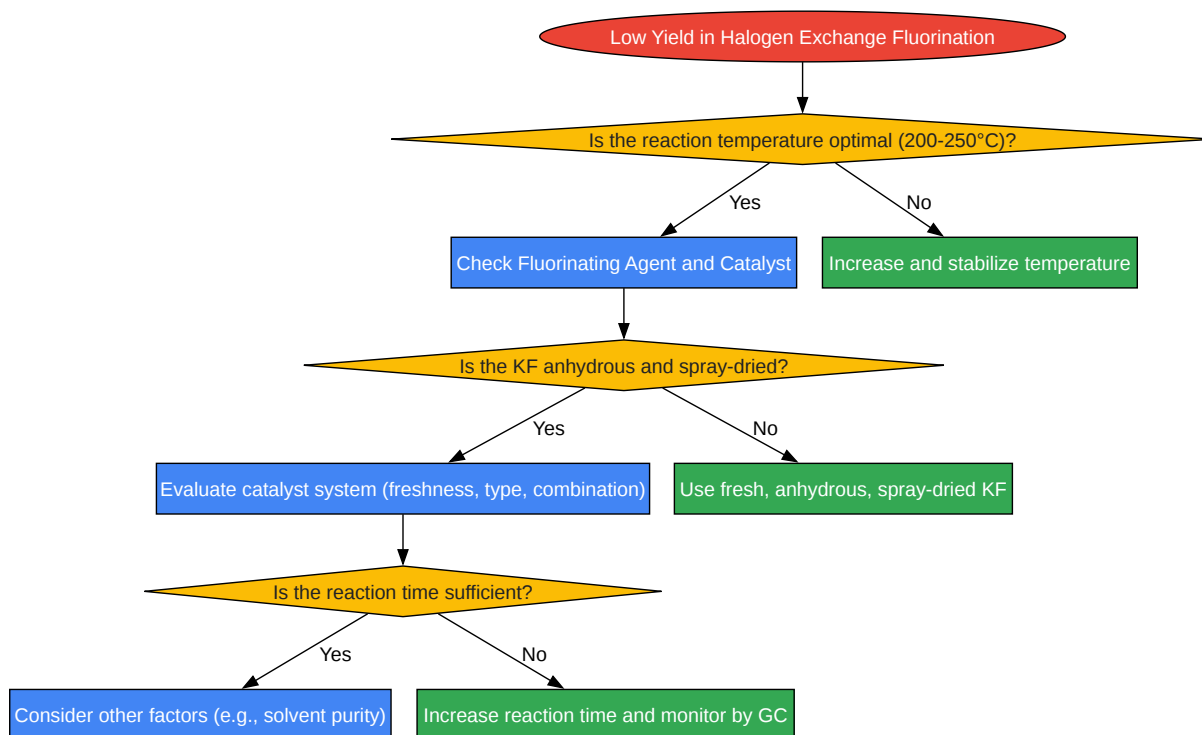 Low Yield in Halogen Exchange Fluorination
Is the reaction temperature optimal (200-250°C)?
Yes
No
Check Fluorinating Agent and Catalyst
Increase and stabilize temperature
Is the KF anhydrous and spray-dried?
Yes
No
Evaluate catalyst system (freshness, type, combination)
Use fresh, anhydrous, spray-dried KF
Is the reaction time sufficient?
Yes
No
Consider other factors (e.g., solvent purity)
Increase reaction time and monitor by GC